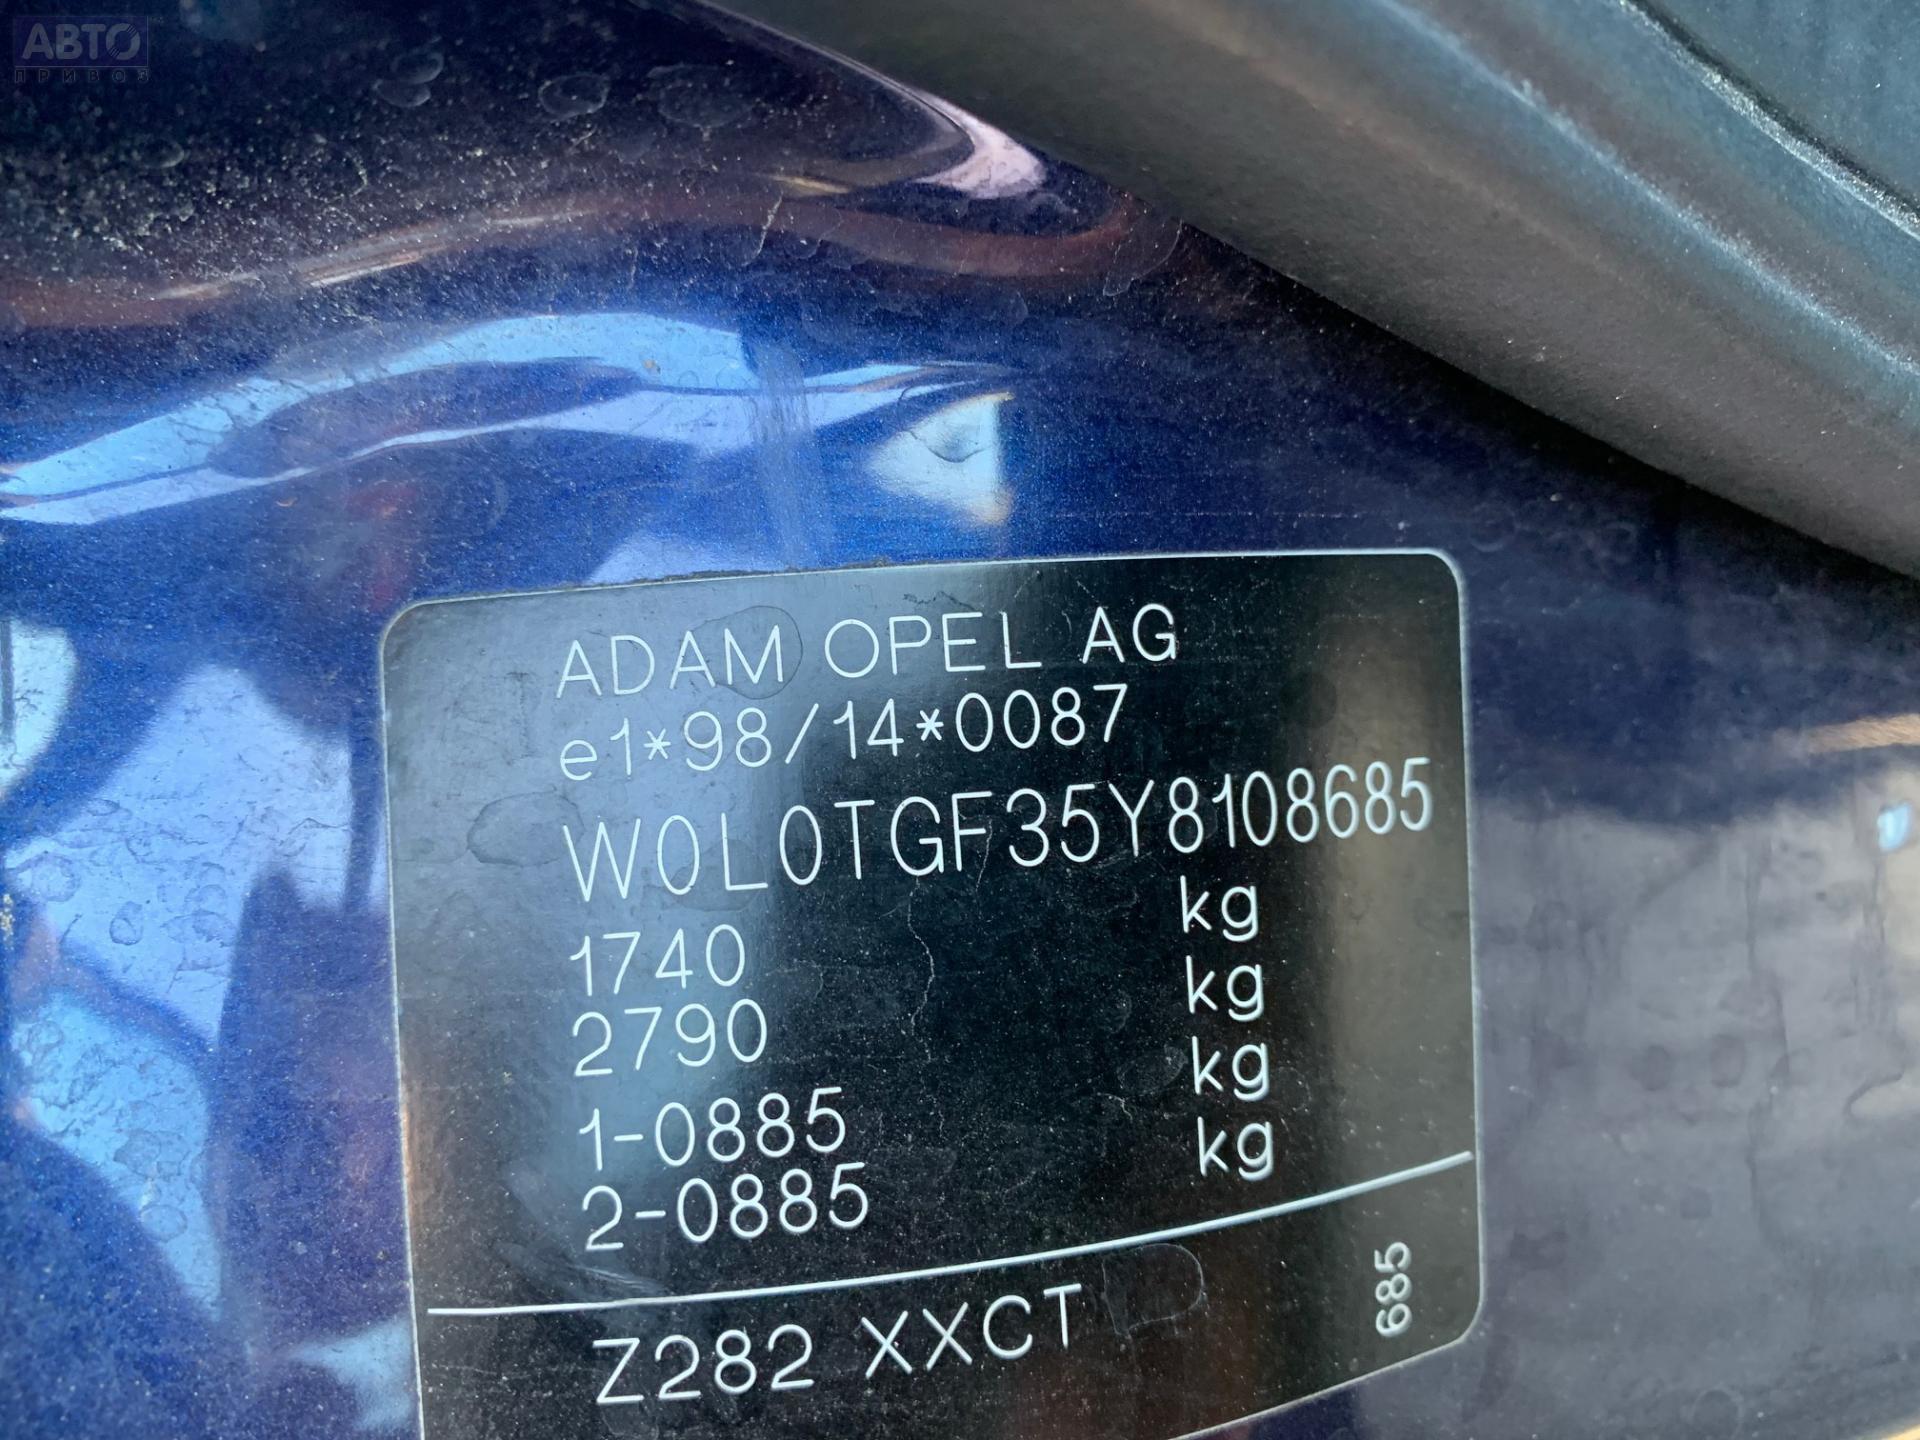 АВТО
ПРИВОЗ
ADAM OPEL AG
e1*98/14*0087
W0L0TGF35Y8108685
1740 kg
2790 kg
1-0885 kg
2-0885 kg
Z282 XXCT
685